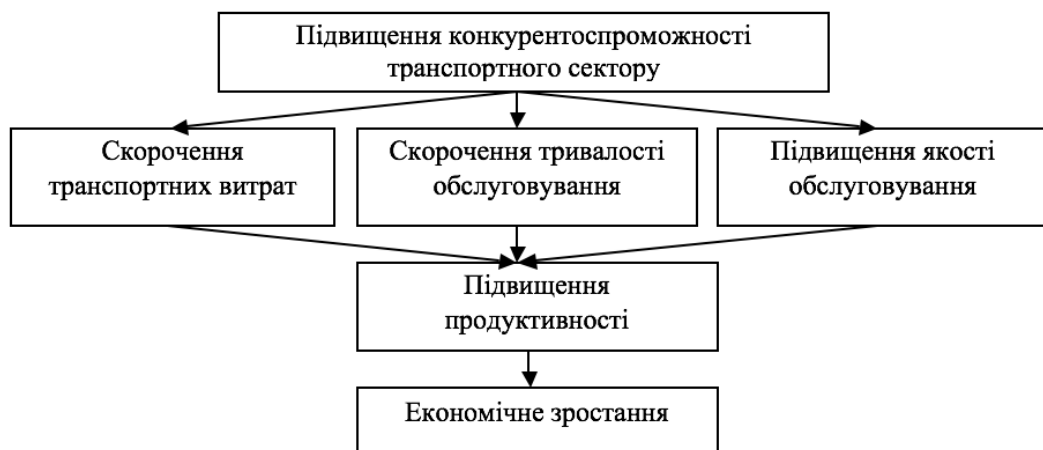 Підвищення конкурентоспроможності
транспортного сектору
Скорочення
транспортних витрат
Скорочення тривалості
обслуговування
Підвищення якості
обслуговування
Підвищення
продуктивності
Економічне зростання